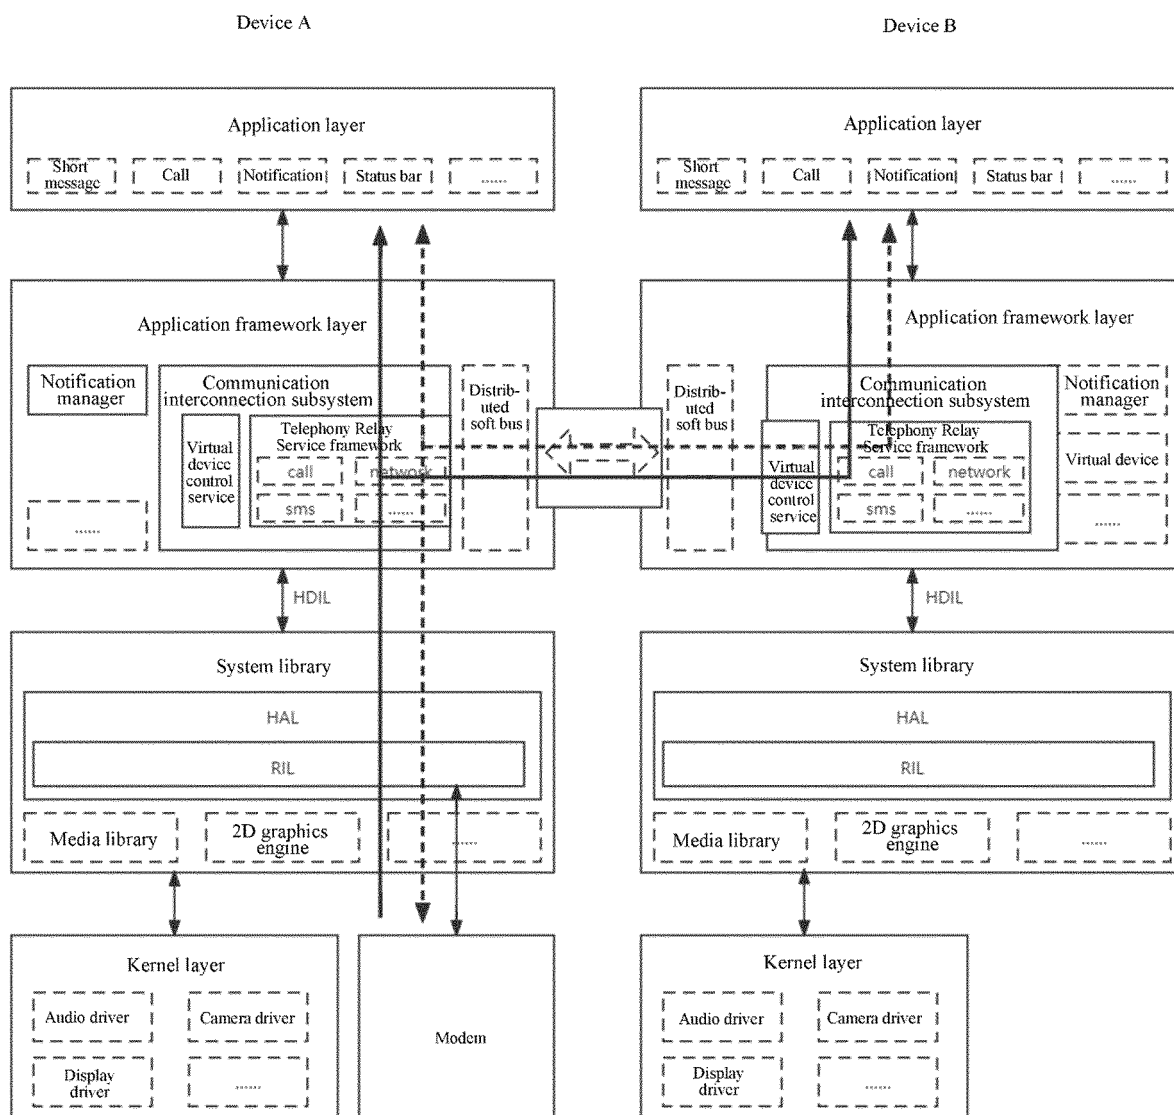 Device A
Device B
Application layer
Short
message
Call
Notification
Status bar
......
Application layer
Short
message
Call
Notification
Status bar
......
Application framework layer
Notification
manager
......
Communication
interconnection subsystem
Virtual
device
control
service
Telephony Relay
Service framework
call
network
sms
......
Distrib-
uted
soft bus
Application framework layer
Distrib-
uted
soft bus
Communication
interconnection subsystem
Virtual
device
control
service
Telephony Relay
Service framework
call
network
sms
......
Notification
manager
Virtual device
......
HDIL
HDIL
System library
HAL
RIL
Media library
2D graphics
engine
......
System library
HAL
RIL
Media library
2D graphics
engine
......
Kernel layer
Audio driver
Camera driver
Display
driver
......
Modem
Kernel layer
Audio driver
Camera driver
Display
driver
......